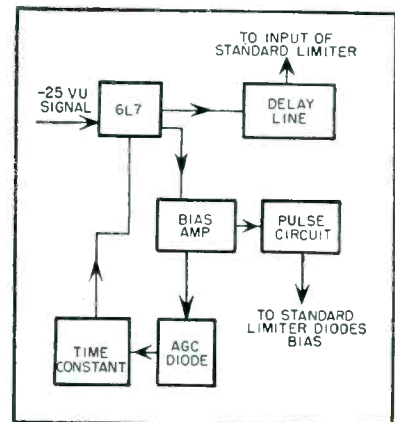 TO INPUT OF
STANDARD LIMITER
-25 VU
SIGNAL
6L7
DELAY
LINE
BIAS
AMP
PULSE
CIRCUIT
TO STANDARD
LIMITER DIODES
BIAS
TIME
CONSTANT
AGC
DIODE